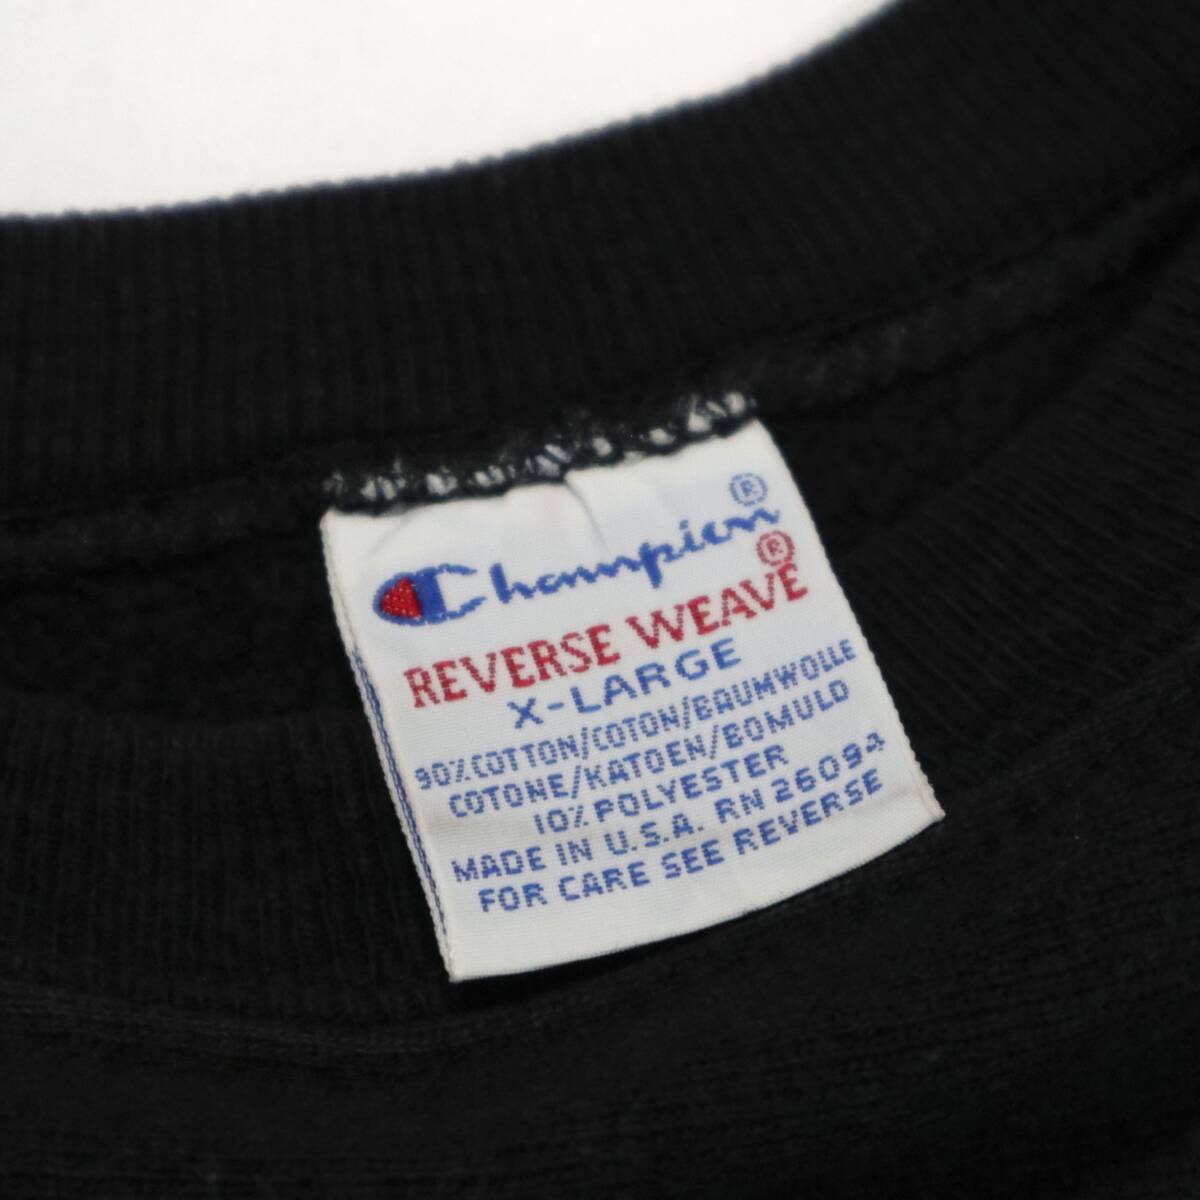 Champion®
REVERSE WEAVE®
X-LARGE
90% COTTON/COTON/BAUMWOLLE
COTONE/KATOEN/BOMULD
10% POLYESTER
MADE IN U.S.A. RN 26094
FOR CARE SEE REVERSE